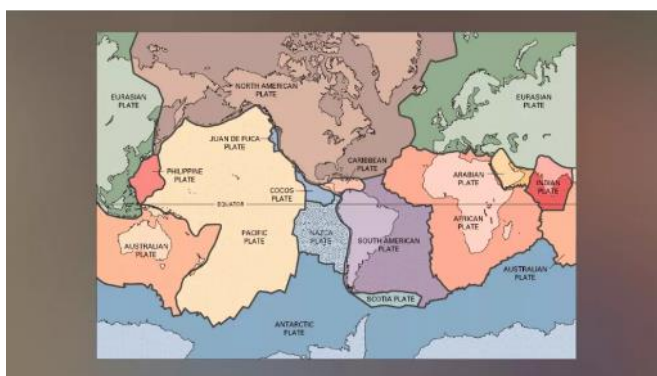 NORTH AMERICAN
PLATE
EURASIAN
PLATE
EURASIAN
PLATE
JUAN DE FUCA
PLATE
CARIBBEAN
PLATE
PHILIPPINE
PLATE
ARABIAN
PLATE
INDIAN
PLATE
COCOS
PLATE
EQUATOR
AUSTRALIAN
PLATE
PACIFIC
PLATE
NAZCA
PLATE
SOUTH AMERICAN
PLATE
AFRICAN
PLATE
AUSTRALIAN
PLATE
SCOTIA PLATE
ANTARCTIC
PLATE